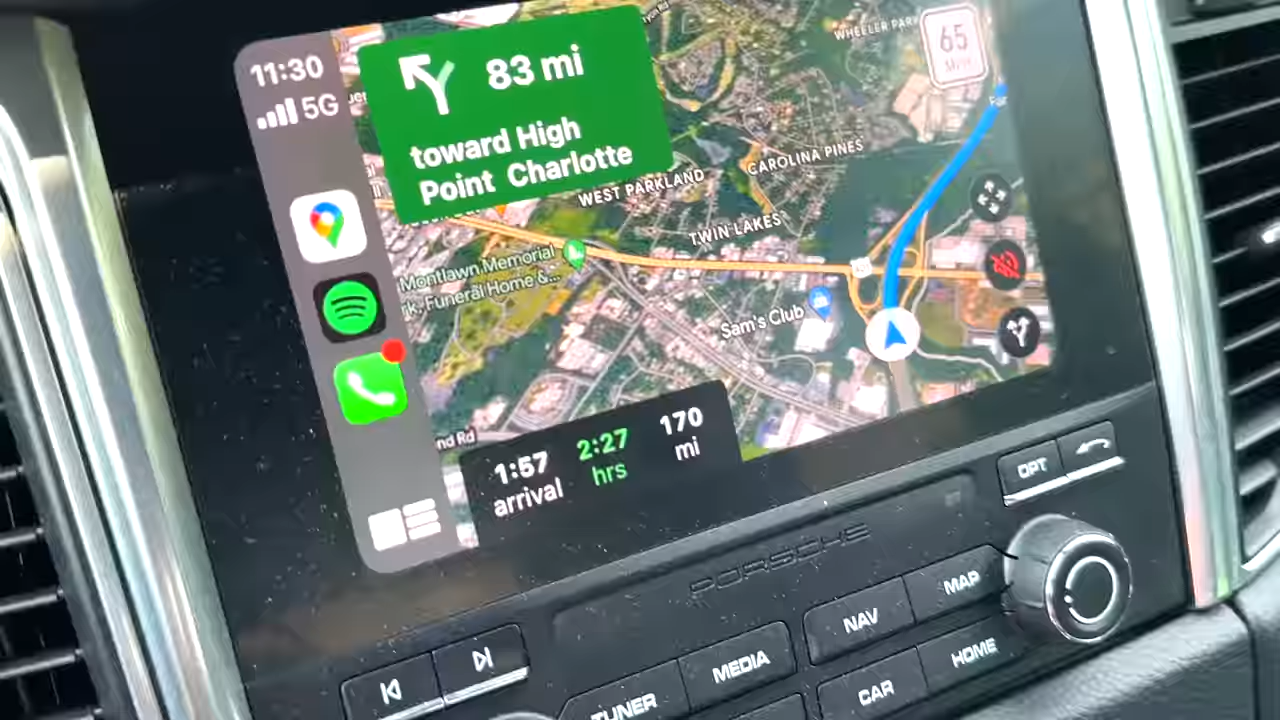 11:30
5G
83 mi
toward High
Point Charlotte
65
MPH
WHEELER PARK
CAROLINA PINES
WEST PARKLAND
TWIN LAKES
Montlawn Memorial
rk, Funeral Home &...
Sam's Club
nd Rd
1:57
arrival
2:27
hrs
170
mi
OPT
PORSCHE
NAV
MAP
TUNER
MEDIA
CAR
HOME